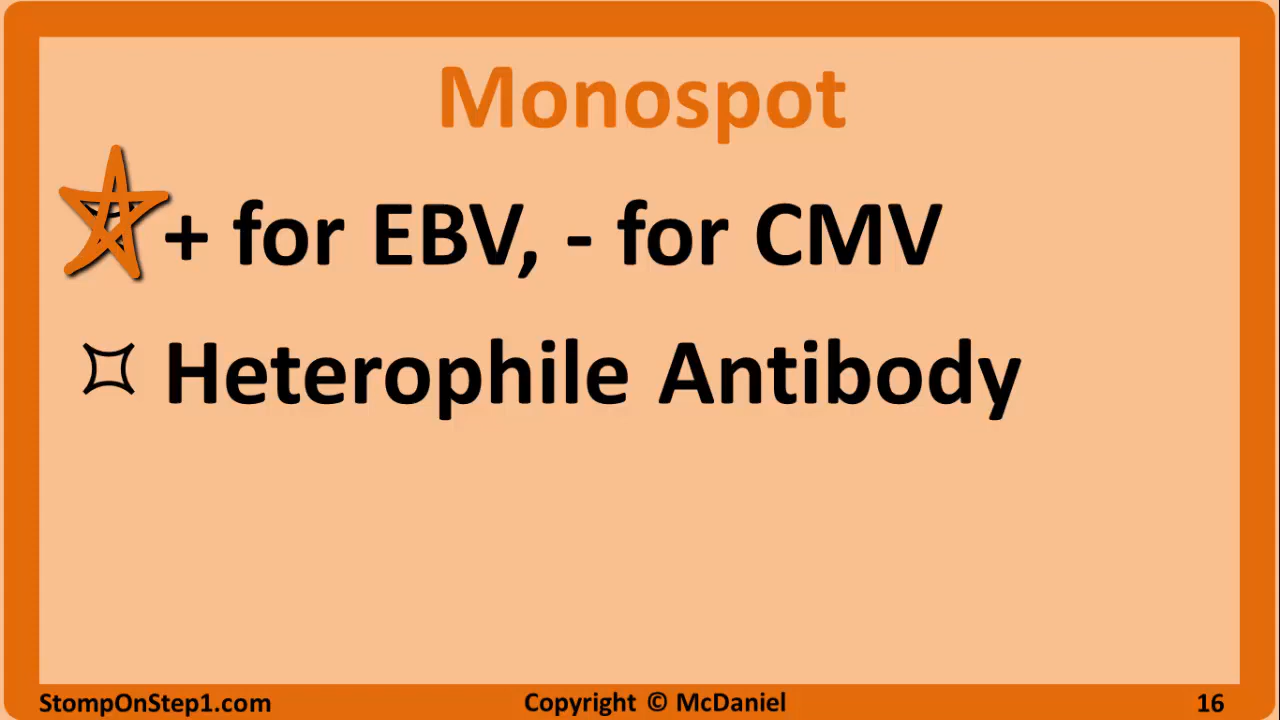 Monospot
+ for EBV, - for CMV
Heterophile Antibody
StompOnStep1.com
Copyright © McDaniel
16